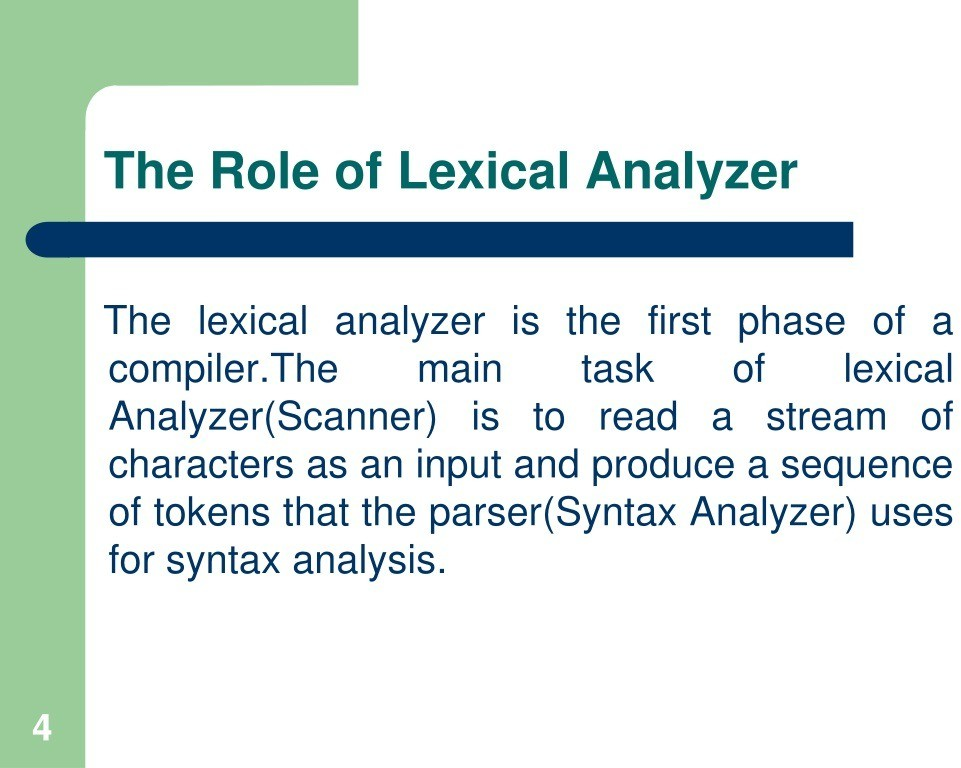 The Role of Lexical Analyzer
The lexical analyzer is the first phase of a
compiler.The main task of lexical
Analyzer(Scanner) is to read a stream of
characters as an input and produce a sequence
of tokens that the parser(Syntax Analyzer) uses
for syntax analysis.
4